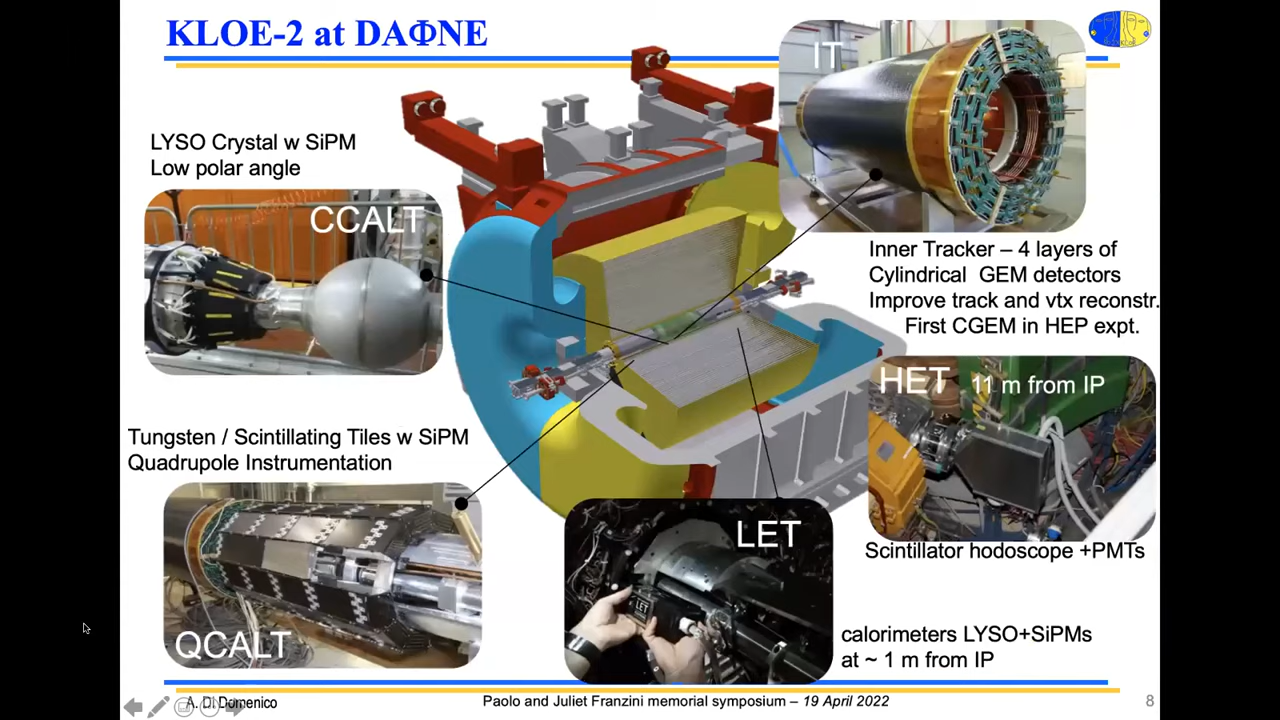 KLOE-2 at DAΦNE
IT
LYSO Crystal w SiPM
Low polar angle
CCALT
Inner Tracker – 4 layers of
Cylindrical GEM detectors
Improve track and vtx reconstr.
First CGEM in HEP expt.
HET 11 m from IP
Tungsten / Scintillating Tiles w SiPM
Quadrupole Instrumentation
LET
Scintillator hodoscope +PMTs
QCALT
calorimeters LYSO+SiPMs
at ~ 1 m from IP
A. Di Domenico
Paolo and Juliet Franzini memorial symposium – 19 April 2022
8